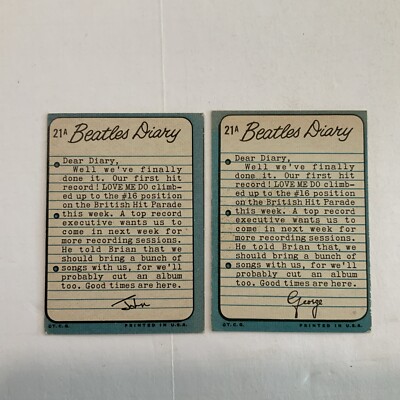 21A Beatles Diary
Dear Diary,
Well we've finally
done it. Our first hit
record! LOVE ME DO climb-
ed up to the #16 position
on the British Hit Parade
this week. A top record
executive wants us to
come in next week for
more recording sessions.
He told Brian that we
should bring a bunch of
songs with us, for we'll
probably cut an album
too. Good times are here.
John
©T.C.G. PRINTED IN U.S.A.
21A Beatles Diary
Dear Diary,
Well we've finally
done it. Our first hit
record! LOVE ME DO climb-
ed up to the #16 position
on the British Hit Parade
this week. A top record
executive wants us to
come in next week for
more recording sessions.
He told Brian that we
should bring a bunch of
songs with us, for we'll
probably cut an album
too. Good times are here.
George
©T.C.G. PRINTED IN U.S.A.